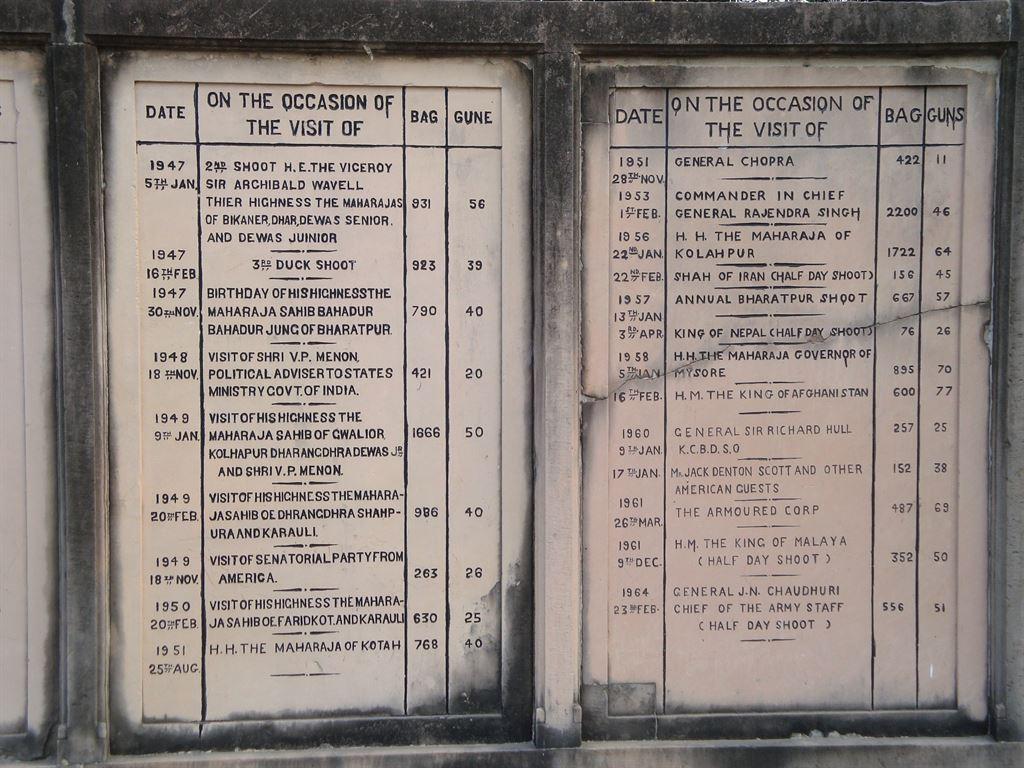 DATE ON THE OCCASION OF THE VISIT OF BAG GUNE
1947 2ND SHOOT H.E. THE VICEROY
5TH JAN. SIR ARCHIBALD WAVELL
THIER HIGHNESS THE MAHARAJAS 931 56
OF BIKANER, DHAR, DEWAS SENIOR.
AND DEWAS JUINIOR
1947
16TH FEB. 3RD DUCK SHOOT 923 39
1947 BIRTHDAY OF HIS HIGHNESS THE
30TH NOV. MAHARAJA SAHIB BAHADUR 790 40
BAHADUR JUNG OF BHARATPUR.
1948 VISIT OF SHRI V.P. MENON,
18TH NOV. POLITICAL ADVISER TO STATES 421 20
MINISTRY GOVT. OF INDIA.
1949 VISIT OF HIS HIGHNESS THE
9TH JAN. MAHARAJA SAHIB OF GWALIOR, 1666 50
KOLHAPUR DHARANGDHRA DEWAS JR
AND SHRI V.P. MENON.
1949 VISIT OF HIS HIGHNESS THE MAHARA-
20TH FEB. JA SAHIB OE DHRANGDHRA SHAHP- 986 40
URA AND KARAULI.
1949 VISIT OF SENATORIAL PARTY FROM
18TH NOV. AMERICA. 263 26
1950 VISIT OF HIS HIGHNESS THE MAHARA-
20TH FEB. JA SAHIB OE. FARIDKOT. AND KARAULI 630 25
1951 H.H. THE MAHARAJA OF KOTAH 768 40
25TH AUG.
DATE ON THE OCCASION OF THE VISIT OF BAG GUNS
1951 GENERAL CHOPRA 422 11
28TH NOV.
1953 COMMANDER IN CHIEF
1ST FEB. GENERAL RAJENDRA SINGH 2200 46
1956 H. H. THE MAHARAJA OF
22ND JAN. KOLAHPUR 1722 64
22ND FEB. SHAH OF IRAN (HALF DAY SHOOT) 156 45
1957 ANNUAL BHARATPUR SHOOT 667 57
13TH JAN
3RD APR. KING OF NEPAL (HALF DAY SHOOT) 76 26
1958 H.H. THE MAHARAJA GOVERNOR OF
5TH JAN MYSORE 895 70
16TH FEB. H.M. THE KING OF AFGHANISTAN 600 77
1960 GENERAL SIR RICHARD HULL 257 25
9TH JAN. K.C.B.D.S.O
17TH JAN. MR. JACK DENTON SCOTT AND OTHER 152 38
AMERICAN GUESTS
1961 THE ARMOURED CORP 487 69
26TH MAR.
1961 H.M. THE KING OF MALAYA
9TH DEC. (HALF DAY SHOOT) 352 50
1964 GENERAL J.N. CHAUDHURI
23RD FEB. CHIEF OF THE ARMY STAFF 556 51
(HALF DAY SHOOT)